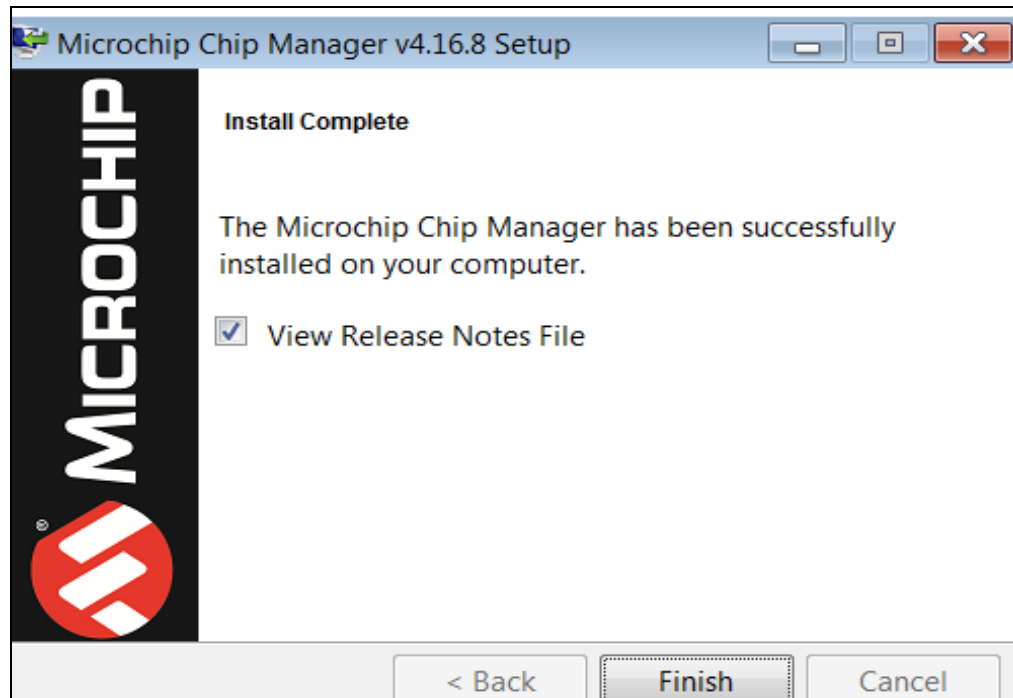 Microchip Chip Manager v4.16.8 Setup
MICROCHIP
®
Install Complete
The Microchip Chip Manager has been successfully
installed on your computer.
View Release Notes File
< Back
Finish
Cancel